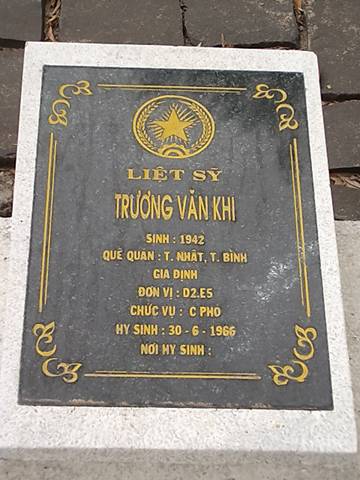 LIỆT SỸ
TRƯƠNG VĂN KHI
SINH : 1942
QUÊ QUÁN : T. NHẤT, T. BÌNH
GIA ĐỊNH
ĐƠN VỊ : D2.E5
CHỨC VỤ : C PHO
HY SINH : 30 - 6 - 1966
NƠI HY SINH :